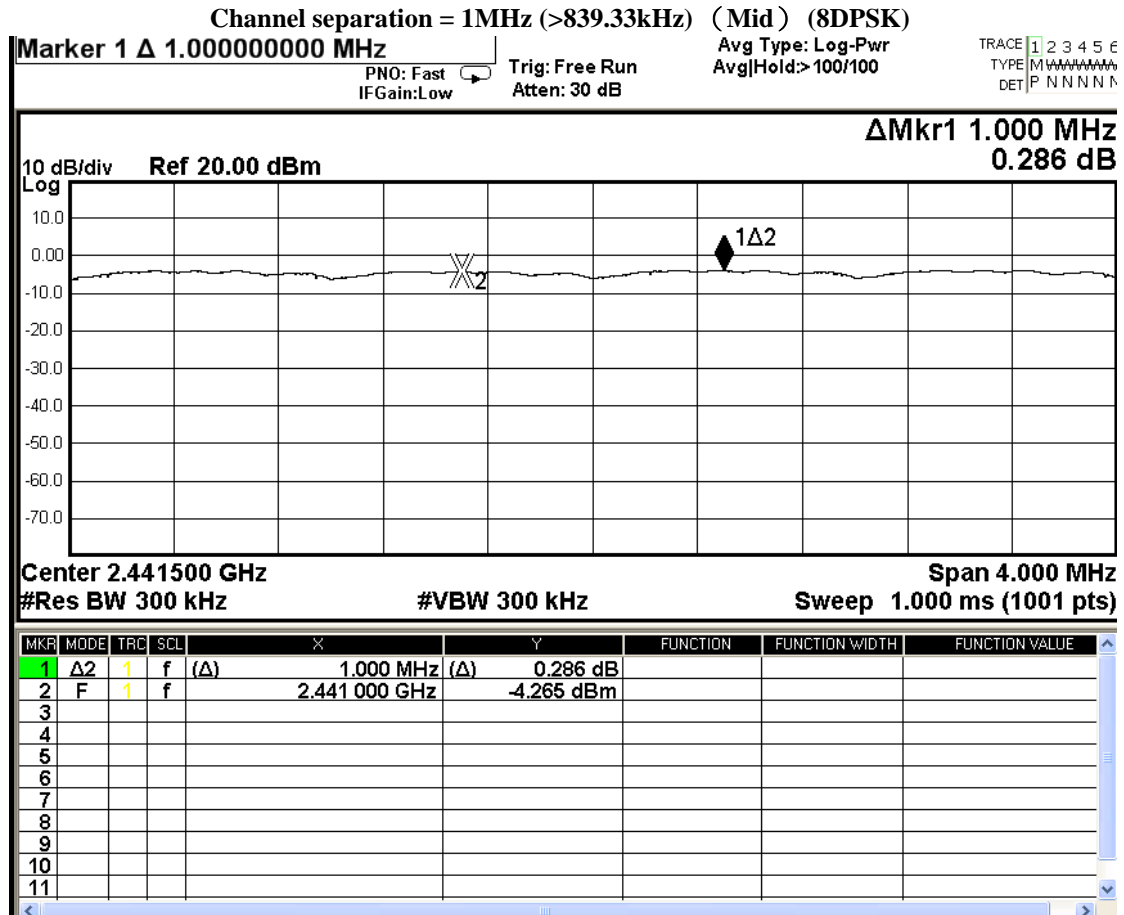 Channel separation = 1MHz (>839.33kHz) （Mid） (8DPSK)
Marker 1 Δ 1.000000000 MHz
PNO: Fast
IFGain:Low
Trig: Free Run
Atten: 30 dB
Avg Type: Log-Pwr
Avg|Hold:>100/100
TRACE 1 2 3 4 5 6
TYPE M
DET P N N N N N
ΔMkr1 1.000 MHz
0.286 dB
10 dB/div Ref 20.00 dBm
Log
10.0
0.00
-10.0
-20.0
-30.0
-40.0
-50.0
-60.0
-70.0
1Δ2
2
Center 2.441500 GHz Span 4.000 MHz
#Res BW 300 kHz #VBW 300 kHz Sweep 1.000 ms (1001 pts)
MKR MODE TRC SCL X Y FUNCTION FUNCTION WIDTH FUNCTION VALUE
1 Δ2 1 f (Δ) 1.000 MHz (Δ) 0.286 dB
2 F 1 f 2.441 000 GHz -4.265 dBm
3
4
5
6
7
8
9
10
11